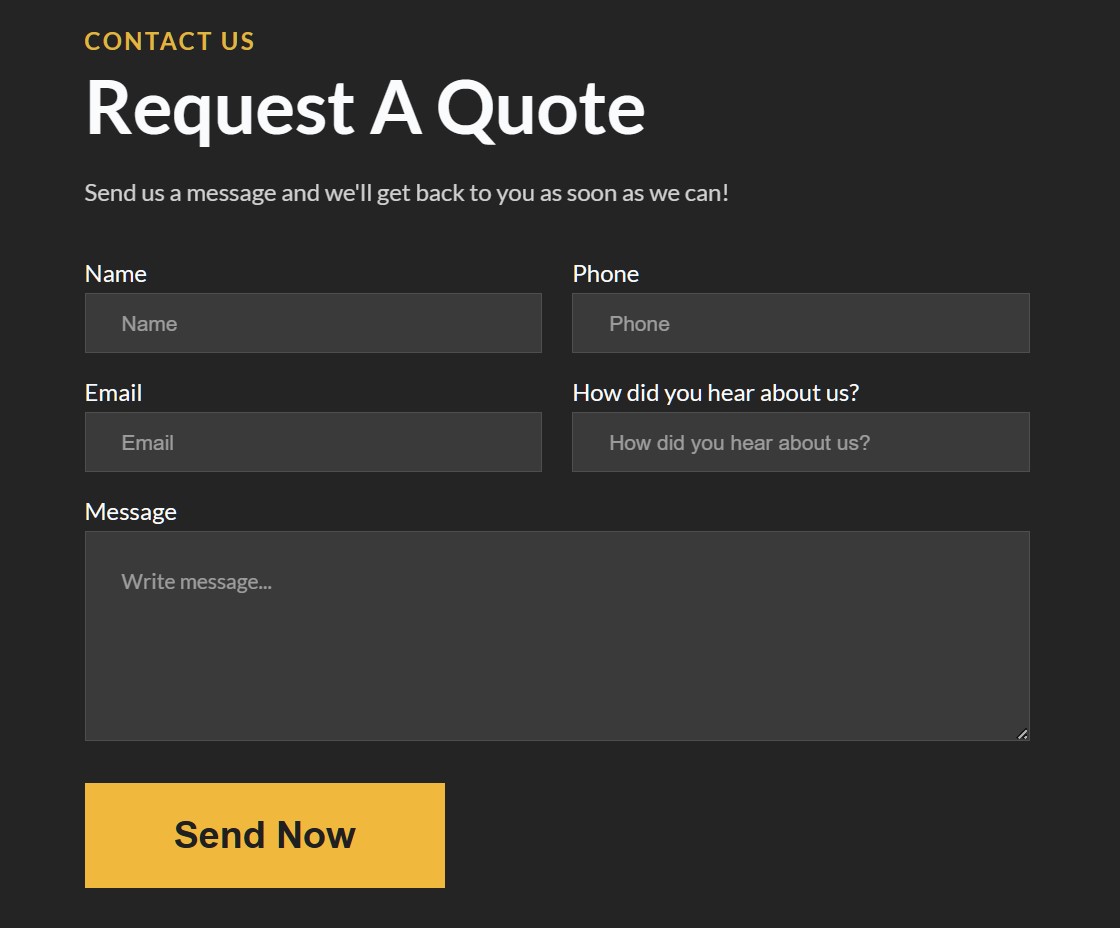 CONTACT US
Request A Quote
Send us a message and we'll get back to you as soon as we can!
Name
Phone
Name
Phone
Email
How did you hear about us?
Email
How did you hear about us?
Message
Write message...
Send Now